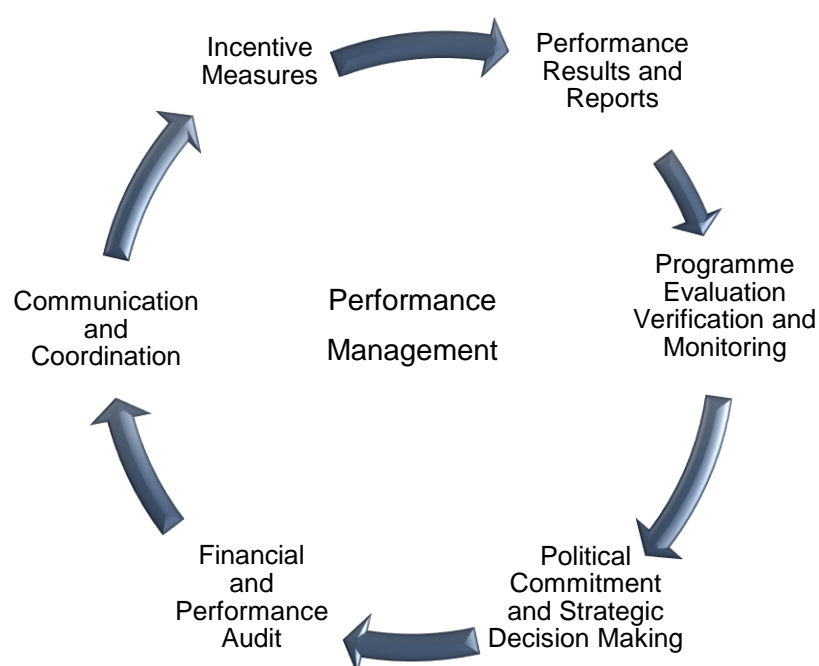 Incentive
Measures
Performance
Results and
Reports
Programme
Evaluation
Verification and
Monitoring
Political
Commitment
and Strategic
Decision Making
Financial
and
Performance
Audit
Communication
and
Coordination
Performance
Management